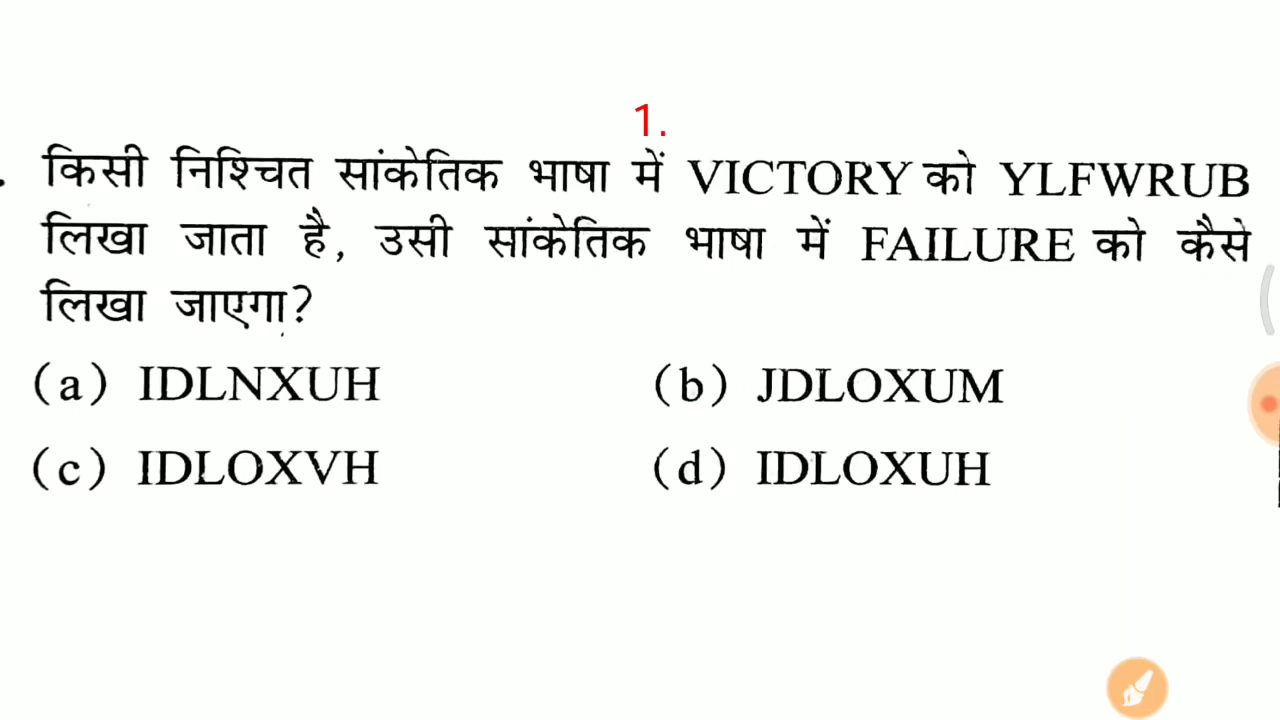 1.
. किसी निश्चित सांकेतिक भाषा में VICTORY को YLFWRUB
लिखा जाता है, उसी सांकेतिक भाषा में FAILURE को कैसे
लिखा जाएगा?
(a) IDLNXUH (b) JDLOXUM
(c) IDLOXVH (d) IDLOXUH